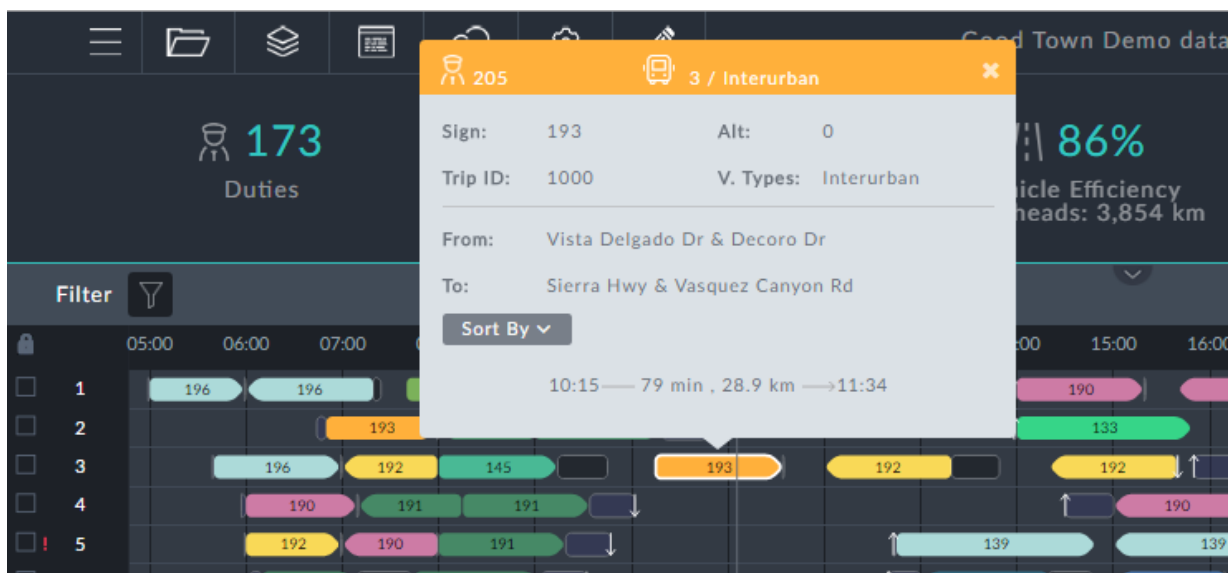 Good Town Demo data
205 3 / Interurban
Sign: 193 Alt: 0
Trip ID: 1000 V. Types: Interurban
From: Vista Delgado Dr & Decoro Dr
To: Sierra Hwy & Vasquez Canyon Rd
Sort By
10:15 79 min , 28.9 km 11:34
173
Duties
86%
icle Efficiency
heads: 3,854 km
Filter
05:00 06:00 07:00 :00 15:00 16:00
1 196 196 190
2 193 133
3 196 192 145 193 192 192
4 190 191 191 190
! 5 192 190 191 139 139